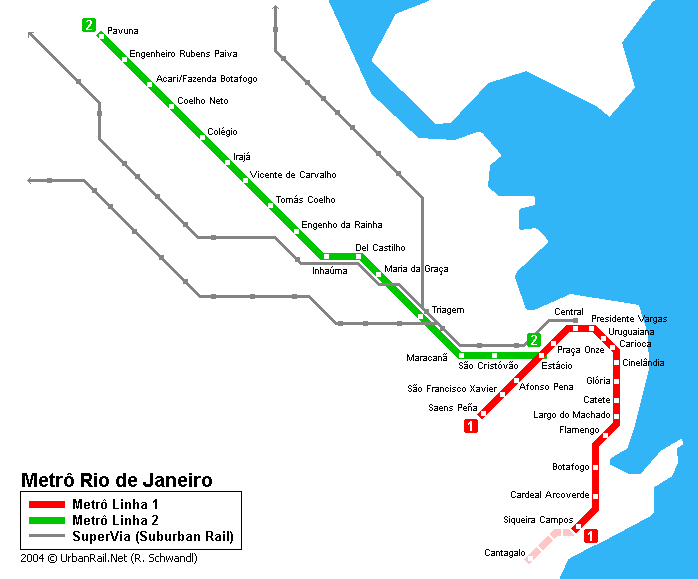 2
Pavuna
Engenheiro Rubens Paiva
Acari/Fazenda Botafogo
Coelho Neto
Colégio
Irajá
Vicente de Carvalho
Tomás Coelho
Engenho da Rainha
Del Castilho
Inhaúma
Maria da Graça
Triagem
Central
Presidente Vargas
Uruguaiana
2
Carioca
Praça Onze
Maracanã
São Cristóvão
Estácio
Cinelândia
São Francisco Xavier
Afonso Pena
Glória
Catete
Saens Peña
Largo do Machado
1
Flamengo
Botafogo
Cardeal Arcoverde
Siqueira Campos
1
Cantagalo
Metrô Rio de Janeiro
Metrô Linha 1
Metrô Linha 2
SuperVia (Suburban Rail)
2004 © UrbanRail.Net (R. Schwandl)